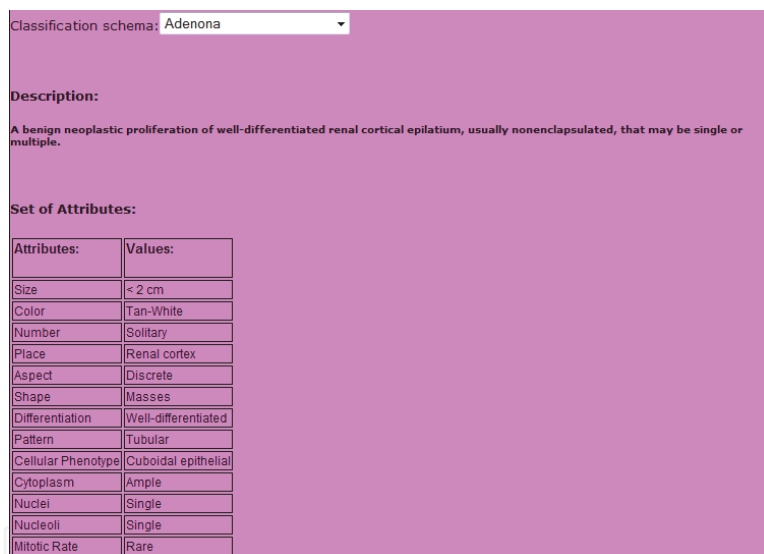 Classification schema: Adenona
Description:
A benign neoplastic proliferation of well-differentiated renal cortical epilatium, usually nonenclapsulated, that may be single or
multiple.
Set of Attributes:
Attributes: Values:
Size < 2 cm
Color Tan-White
Number Solitary
Place Renal cortex
Aspect Discrete
Shape Masses
Differentiation Well-differentiated
Pattern Tubular
Cellular Phenotype Cuboidal epithelial
Cytoplasm Ample
Nuclei Single
Nucleoli Single
Mitotic Rate Rare